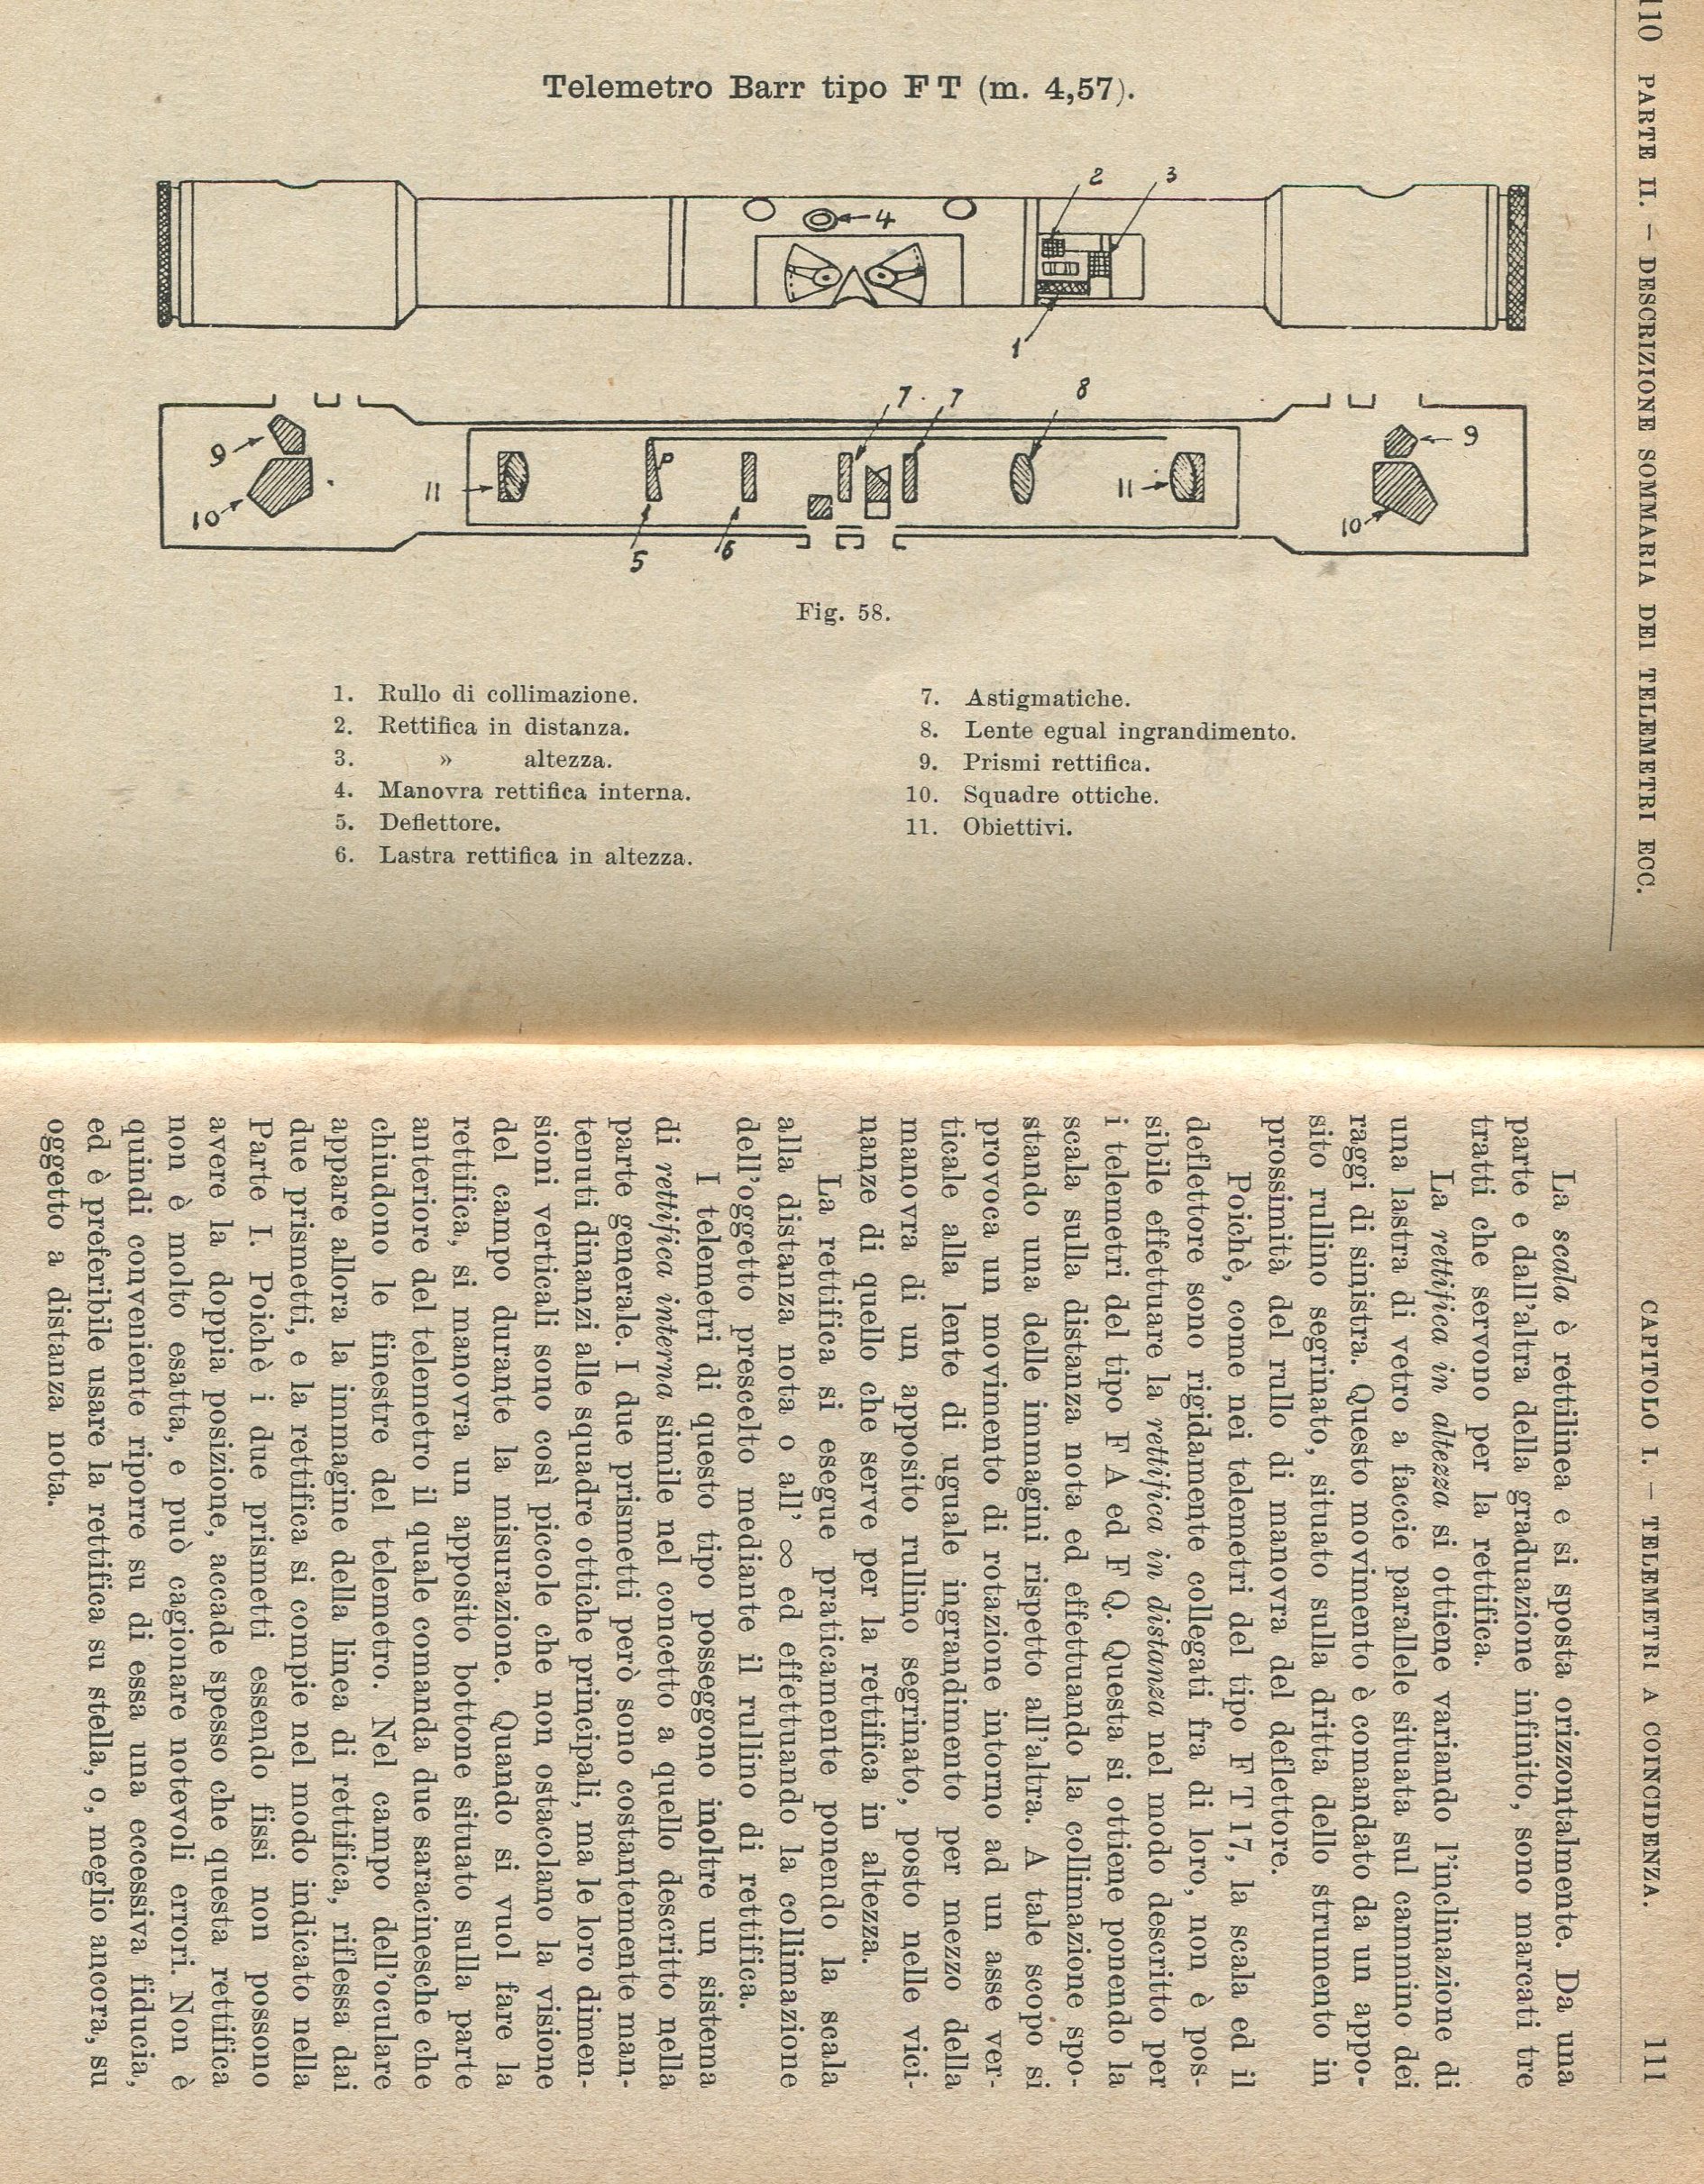 110 PARTE II. — DESCRIZIONE SOMMARIA DEI TELEMETRI ECC.
Telemetro Barr tipo F T (m. 4,57).
2 3
4
1
7 7 8
9 9
11 11
10 10
5 6
Fig. 58.
1. Rullo di collimazione.
2. Rettifica in distanza.
3. » altezza.
4. Manovra rettifica interna.
5. Deflettore.
6. Lastra rettifica in altezza.
7. Astigmatiche.
8. Lente egual ingrandimento.
9. Prismi rettifica.
10. Squadre ottiche.
11. Obiettivi.
CAPITOLO I. — TELEMETRI A COINCIDENZA. 111
La scala è rettilinea e si sposta orizzontalmente. Da una
parte e dall'altra della graduazione infinito, sono marcati tre
tratti che servono per la rettifica.
La rettifica in altezza si ottiene variando l'inclinazione di
una lastra di vetro a faccie parallele situata sul cammino dei
raggi di sinistra. Questo movimento è comandato da un appo-
sito rullino segrinato, situato sulla dritta dello strumento in
prossimità del rullo di manovra del deflettore.
Poichè, come nei telemetri del tipo F T 17, la scala ed il
deflettore sono rigidamente collegati fra di loro, non è pos-
sibile effettuare la rettifica in distanza nel modo descritto per
i telemetri del tipo F A ed F Q. Questa si ottiene ponendo la
scala sulla distanza nota ed effettuando la collimazione spo-
stando una delle immagini rispetto all'altra. A tale scopo si
provoca un movimento di rotazione intorno ad un asse ver-
ticale alla lente di uguale ingrandimento per mezzo della
manovra di un apposito rullino segrinato, posto nelle vici-
nanze di quello che serve per la rettifica in altezza.
La rettifica si esegue praticamente ponendo la scala
alla distanza nota o all' ∞ ed effettuando la collimazione
dell'oggetto prescelto mediante il rullino di rettifica.
I telemetri di questo tipo posseggono inoltre un sistema
di rettifica interna simile nel concetto a quello descritto nella
parte generale. I due prismetti però sono costantemente man-
tenuti dinanzi alle squadre ottiche principali, ma le loro dimen-
sioni verticali sono così piccole che non ostacolano la visione
del campo durante la misurazione. Quando si vuol fare la
rettifica, si manovra un apposito bottone situato sulla parte
anteriore del telemetro il quale comanda due saracinesche che
chiudono le finestre del telemetro. Nel campo dell'oculare
appare allora la immagine della linea di rettifica, riflessa dai
due prismetti, e la rettifica si compie nel modo indicato nella
Parte I. Poichè i due prismetti essendo fissi non possono
avere la doppia posizione, accade spesso che questa rettifica
non è molto esatta, e può cagionare notevoli errori. Non è
quindi conveniente riporre su di essa una eccessiva fiducia,
ed è preferibile usare la rettifica su stella, o, meglio ancora, su
oggetto a distanza nota.